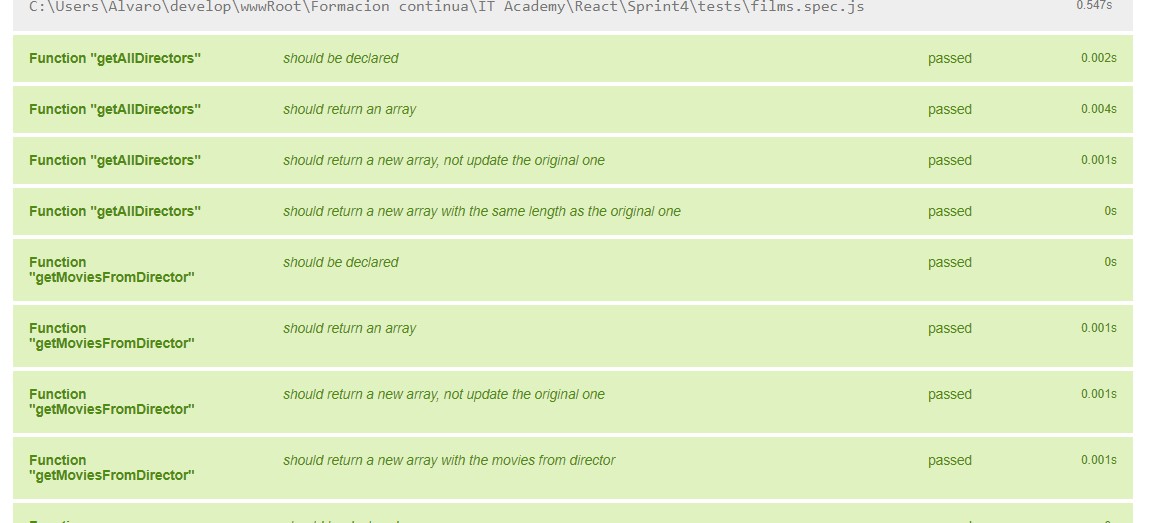 C:\Users\Alvaro\develop\wwwRoot\Formacion continua\IT Academy\React\Sprint4\tests\films.spec.js 0.547s
Function "getAllDirectors" should be declared passed 0.002s
Function "getAllDirectors" should return an array passed 0.004s
Function "getAllDirectors" should return a new array, not update the original one passed 0.001s
Function "getAllDirectors" should return a new array with the same length as the original one passed 0s
Function should be declared passed 0s
"getMoviesFromDirector"
Function should return an array passed 0.001s
"getMoviesFromDirector"
Function should return a new array, not update the original one passed 0.001s
"getMoviesFromDirector"
Function should return a new array with the movies from director passed 0.001s
"getMoviesFromDirector"